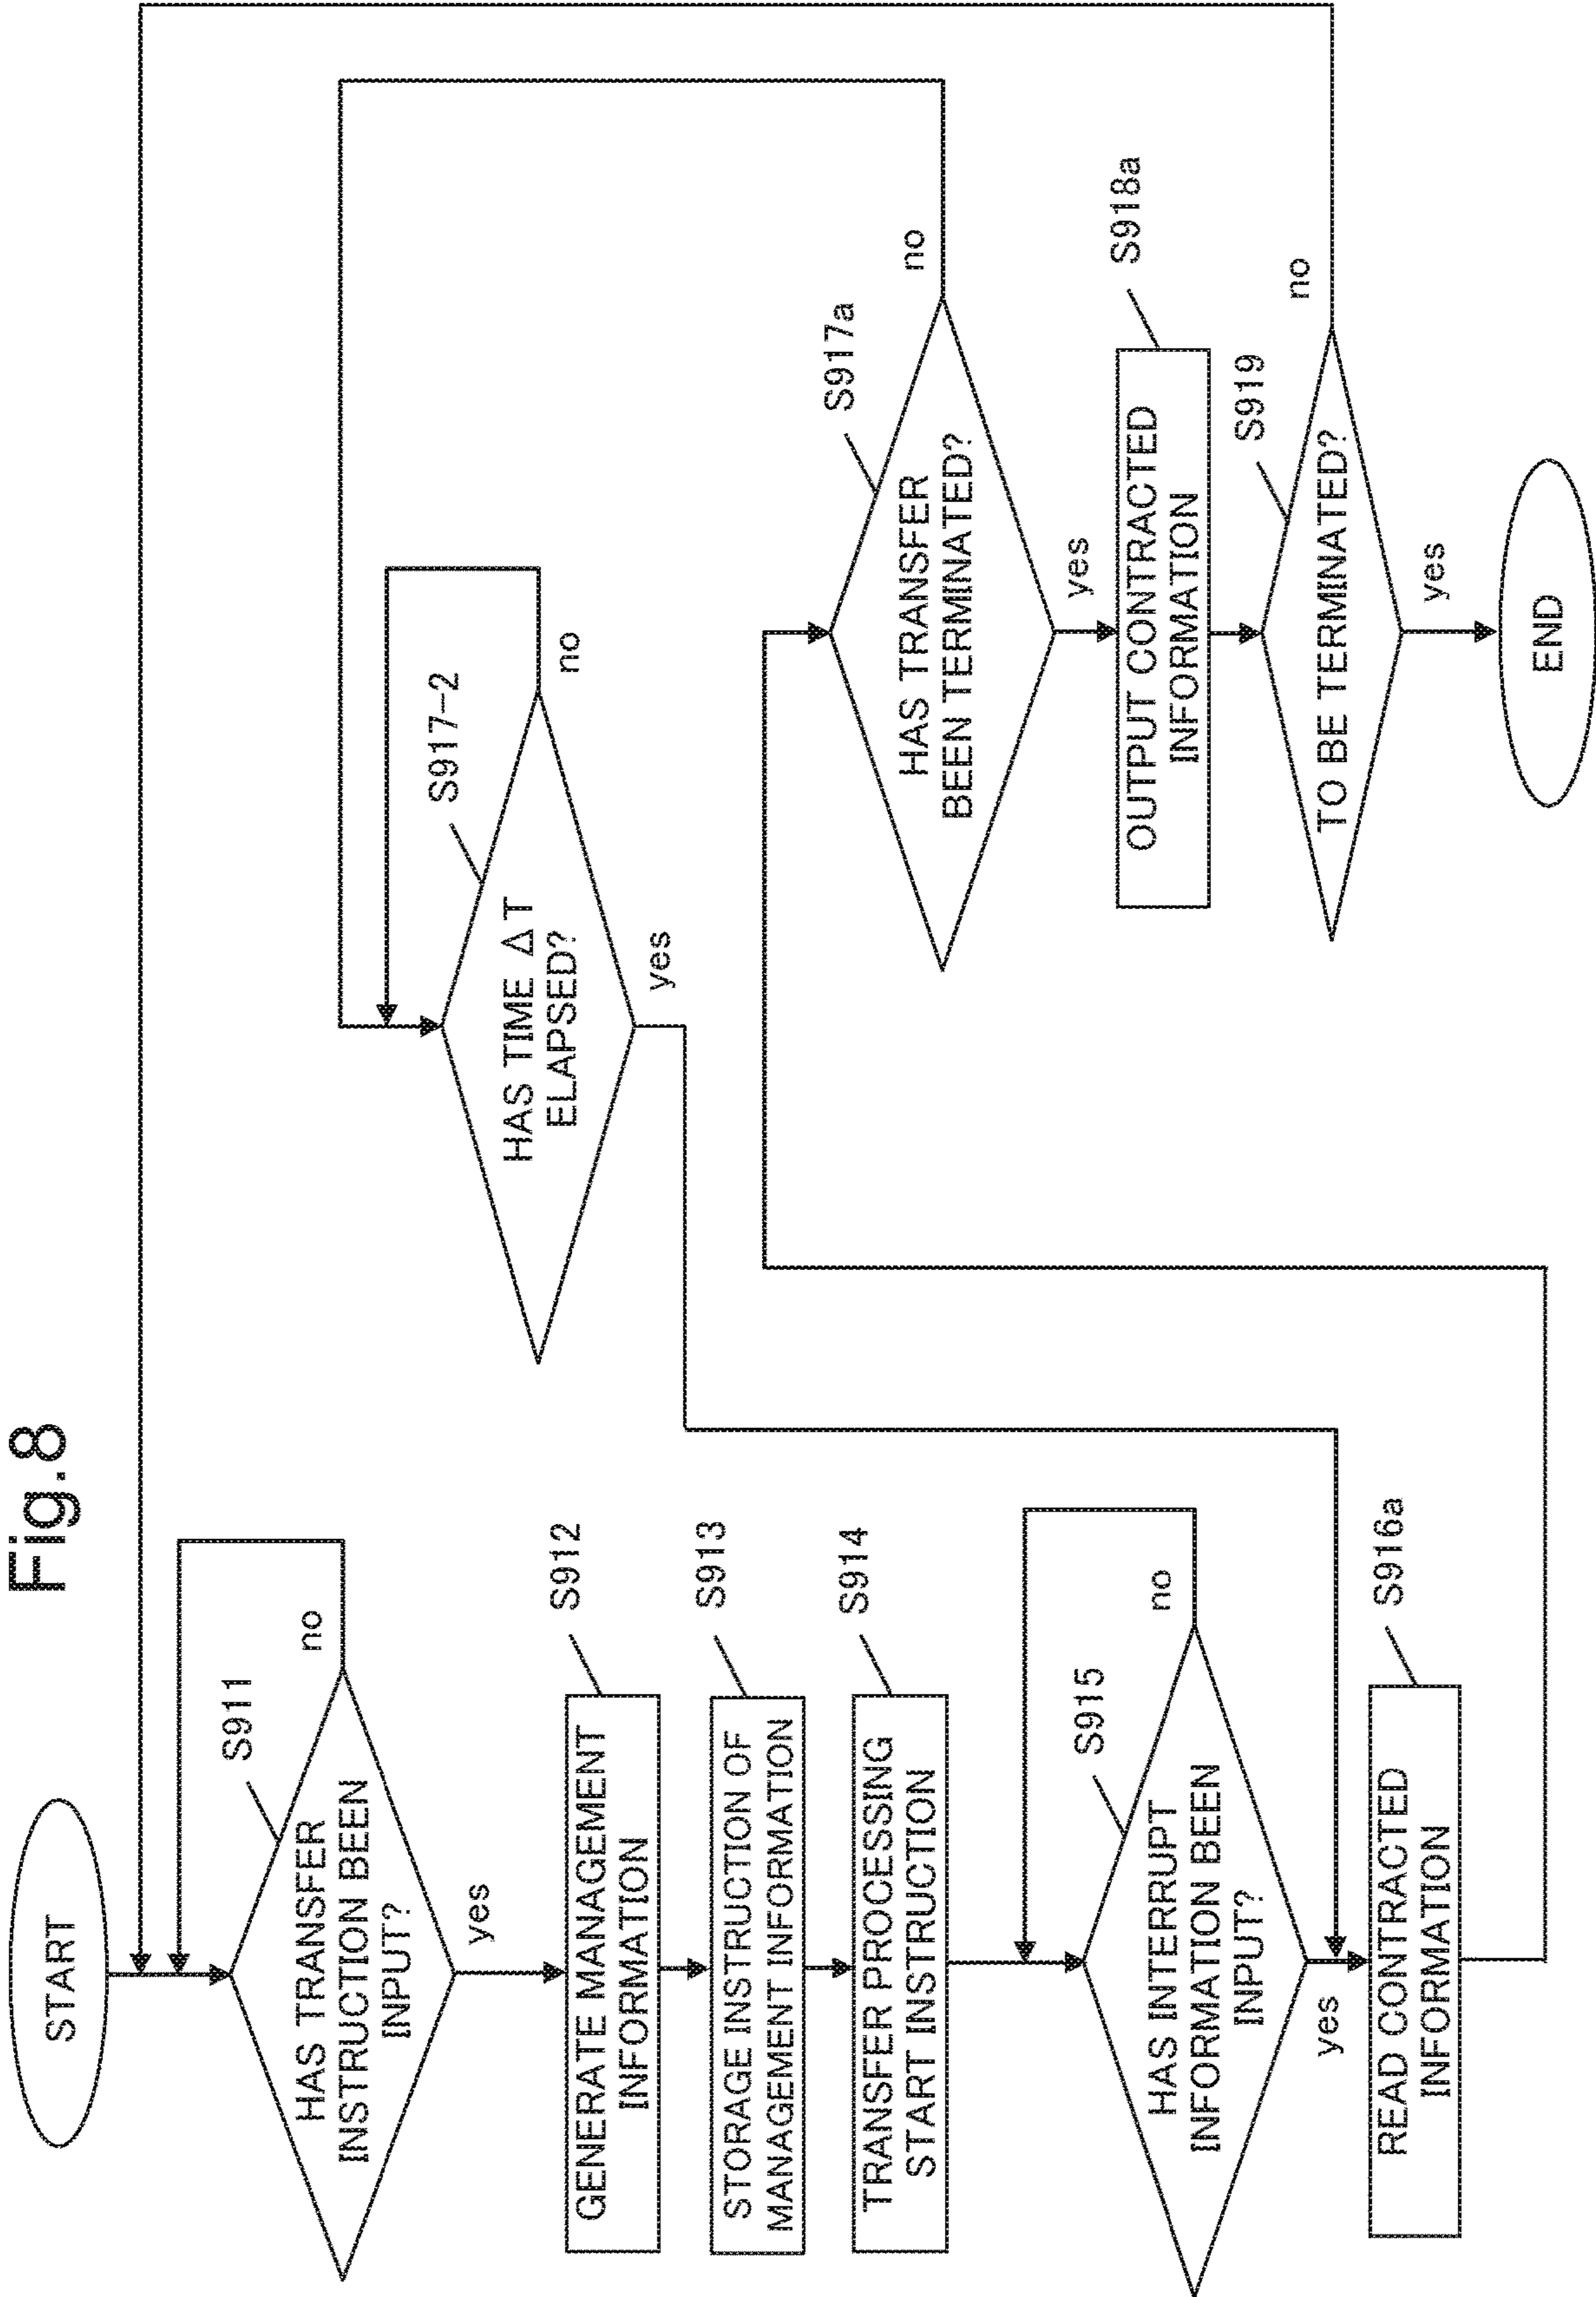 Fig.8
START
S911
HAS TRANSFER
INSTRUCTION BEEN
INPUT?
no
yes
S912
GENERATE MANAGEMENT
INFORMATION
S913
STORAGE INSTRUCTION OF
MANAGEMENT INFORMATION
S914
TRANSFER PROCESSING
START INSTRUCTION
S915
HAS INTERRUPT
INFORMATION BEEN
INPUT?
no
yes
S916a
READ CONTRACTED
INFORMATION
S917-2
HAS TIME Δ T
ELAPSED?
no
yes
S917a
HAS TRANSFER
BEEN TERMINATED?
no
yes
S918a
OUTPUT CONTRACTED
INFORMATION
S919
TO BE TERMINATED?
no
yes
END